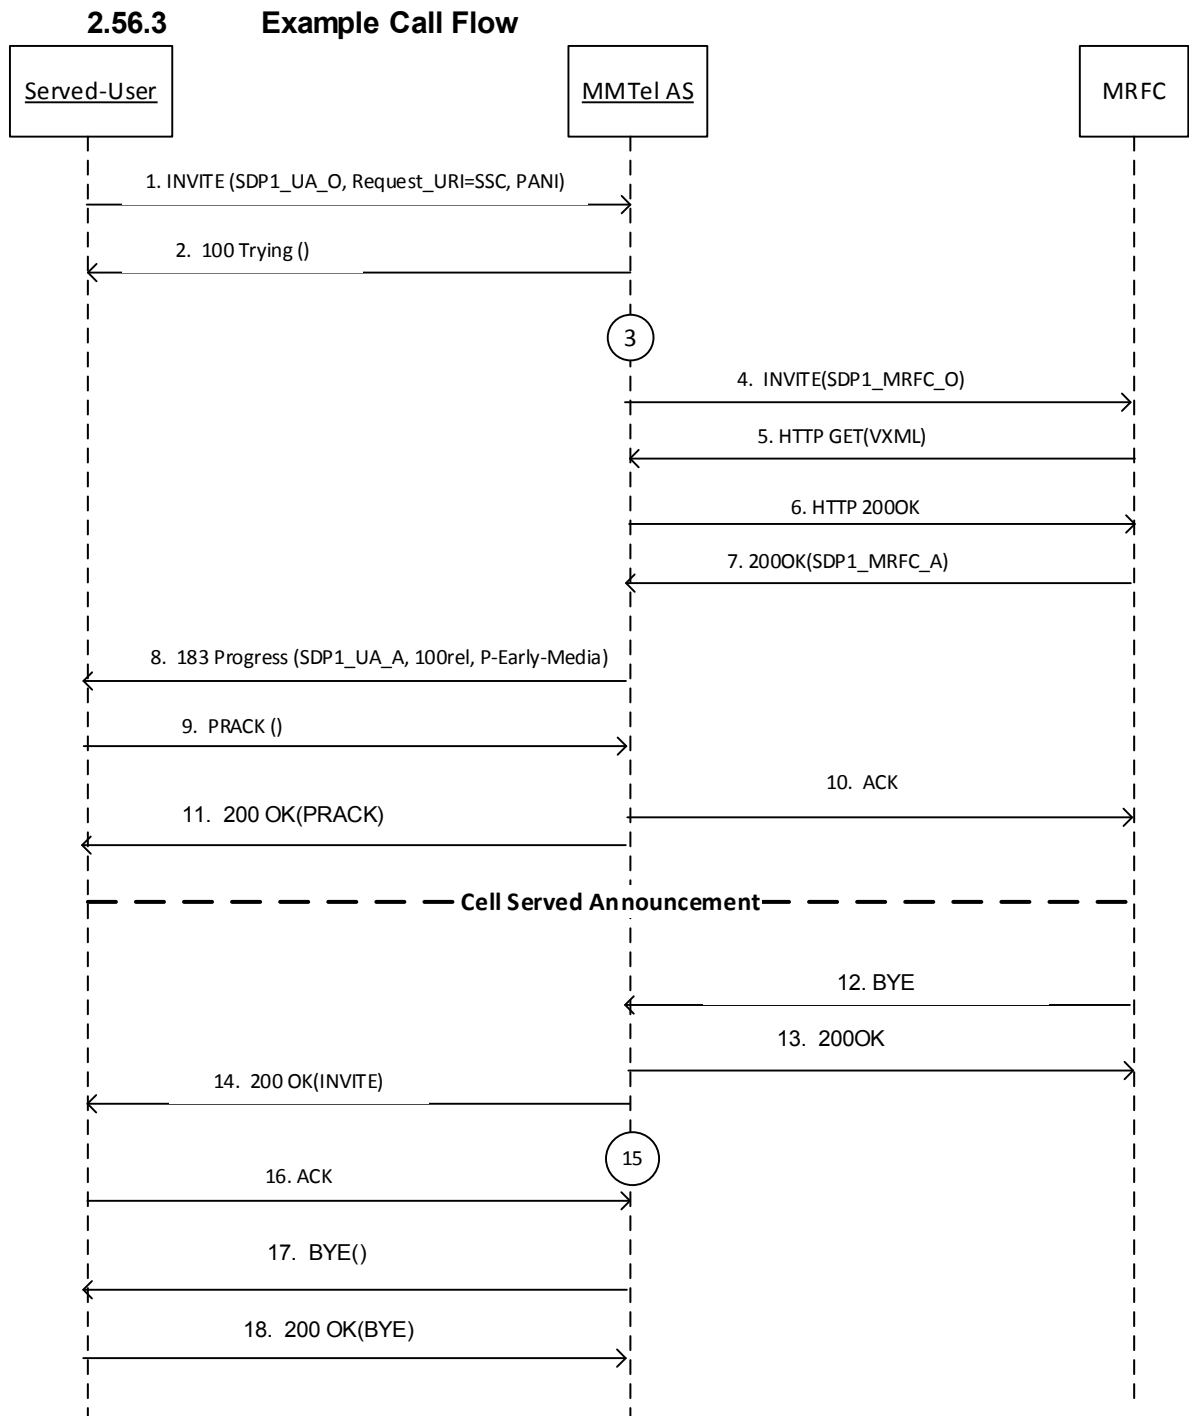 2.56.3 Example Call Flow
Served-User
MMTel AS
MRFC
1. INVITE (SDP1_UA_O, Request_URI=SSC, PANI)
2. 100 Trying ()
3
4. INVITE(SDP1_MRFC_O)
5. HTTP GET(VXML)
6. HTTP 200OK
7. 200OK(SDP1_MRFC_A)
8. 183 Progress (SDP1_UA_A, 100rel, P-Early-Media)
9. PRACK ()
10. ACK
11. 200 OK(PRACK)
Cell Served Announcement
12. BYE
13. 200OK
14. 200 OK(INVITE)
15
16. ACK
17. BYE()
18. 200 OK(BYE)